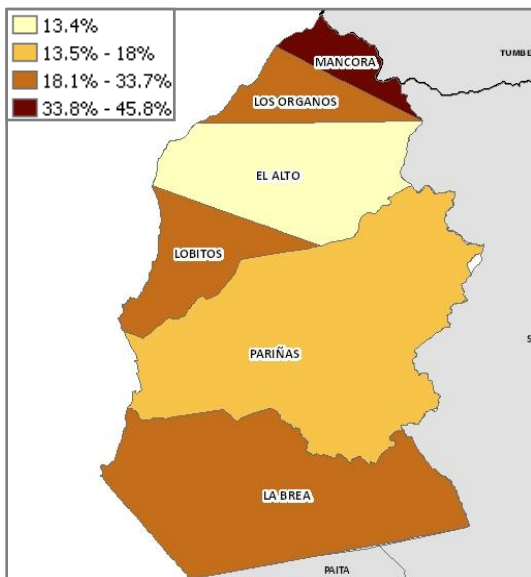 13.4%
13.5% - 18%
18.1% - 33.7%
33.8% - 45.8%
TUMBE
MANCORA
LOS ORGANOS
EL ALTO
LOBITOS
S
PARIÑAS
LA BREA
PAITA